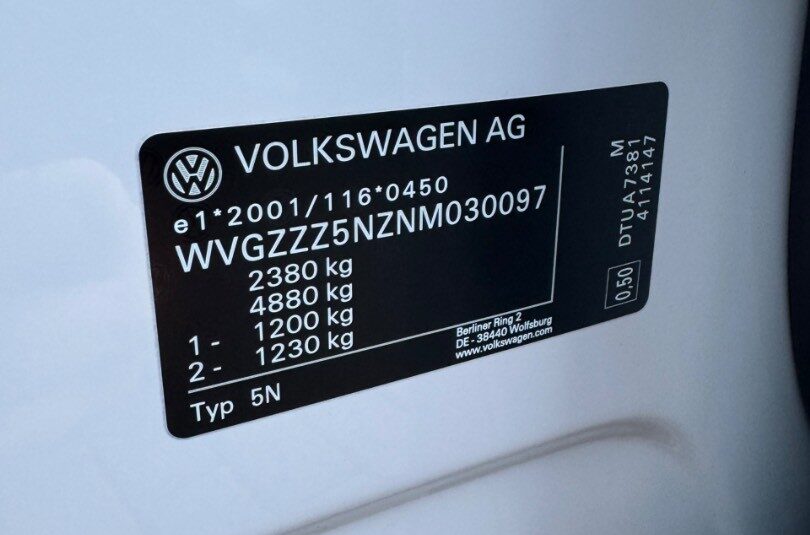 VOLKSWAGEN AG
e1*2001/116*0450
WVGZZZ5NZNM030097
2380 kg
4880 kg
1 - 1200 kg
2 - 1230 kg
Typ 5N
Berliner Ring 2
DE - 38440 Wolfsburg
www.volkswagen.com
0,50
M
DTUA7381
4114147